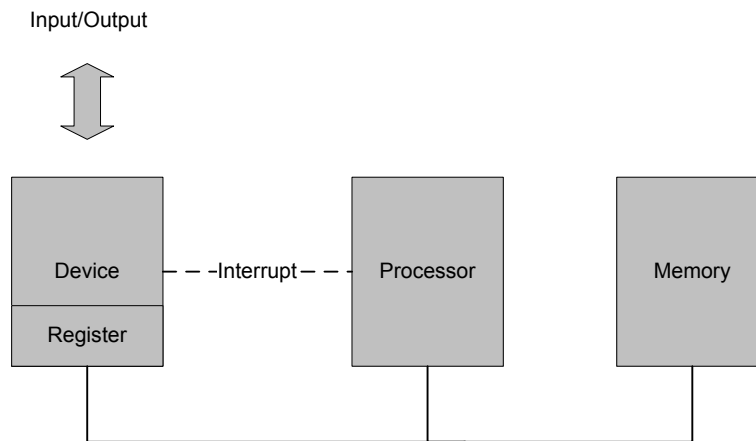 Input/Output
Device
Interrupt
Processor
Memory
Register